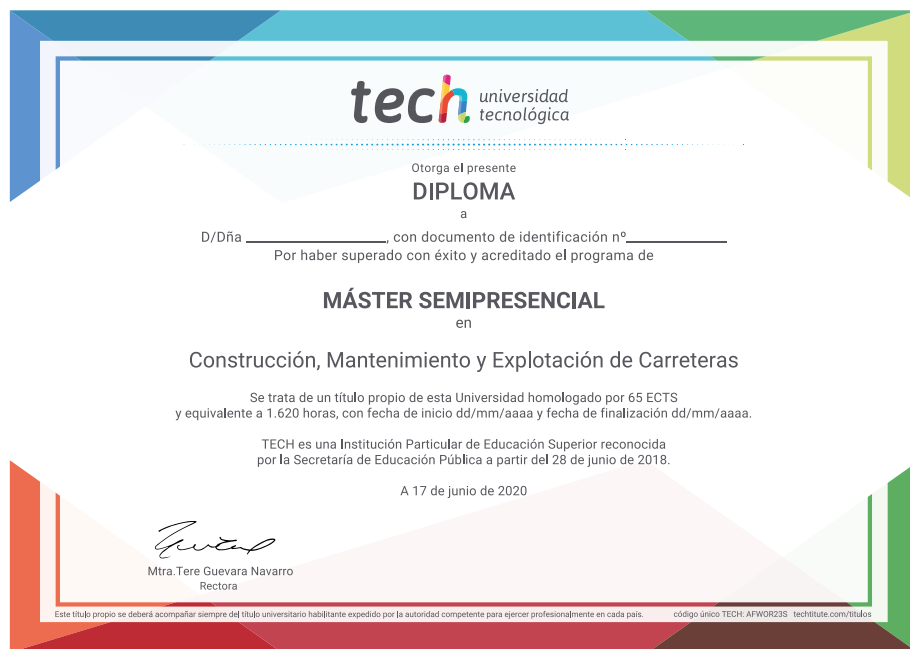 tech universidad
tecnológica
Otorga el presente
DIPLOMA
a
D/Dña ______________, con documento de identificación nº__________
Por haber superado con éxito y acreditado el programa de
MÁSTER SEMIPRESENCIAL
en
Construcción, Mantenimiento y Explotación de Carreteras
Se trata de un título propio de esta Universidad homologado por 65 ECTS
y equivalente a 1.620 horas, con fecha de inicio dd/mm/aaaa y fecha de finalización dd/mm/aaaa.
TECH es una Institución Particular de Educación Superior reconocida
por la Secretaría de Educación Pública a partir del 28 de junio de 2018.
A 17 de junio de 2020
Mtra.Tere Guevara Navarro
Rectora
Este título propio se deberá acompañar siempre del título universitario habilitante expedido por la autoridad competente para ejercer profesionalmente en cada país. código único TECH: AFWOR23S techtitute.com/titulos